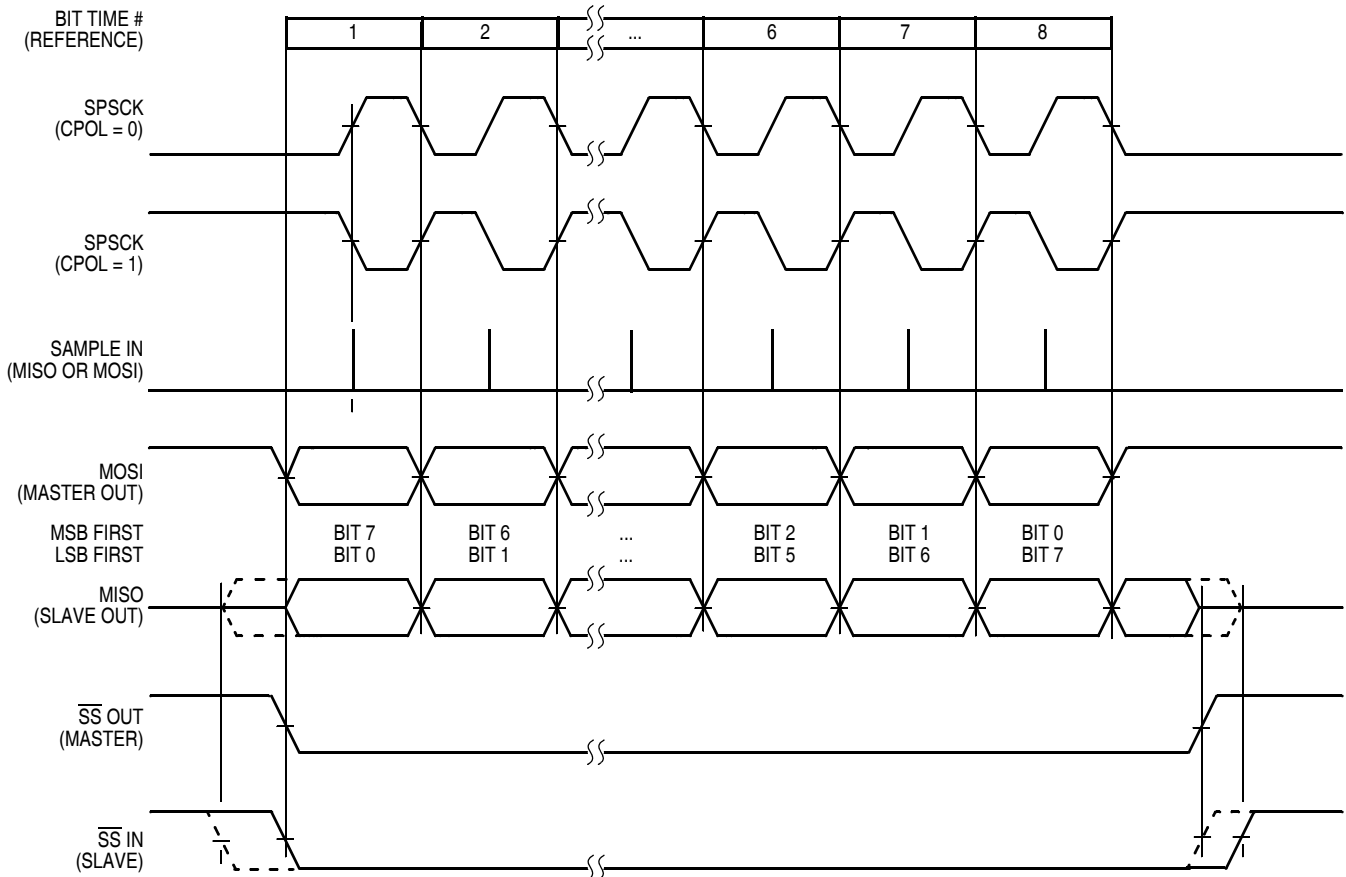 BIT TIME #
(REFERENCE)
1 2 ... 6 7 8
SPSCK
(CPOL = 0)
SPSCK
(CPOL = 1)
SAMPLE IN
(MISO OR MOSI)
MOSI
(MASTER OUT)
MSB FIRST BIT 7 BIT 6 ... BIT 2 BIT 1 BIT 0
LSB FIRST BIT 0 BIT 1 ... BIT 5 BIT 6 BIT 7
MISO
(SLAVE OUT)
S̅S̅ OUT
(MASTER)
S̅S̅ IN
(SLAVE)